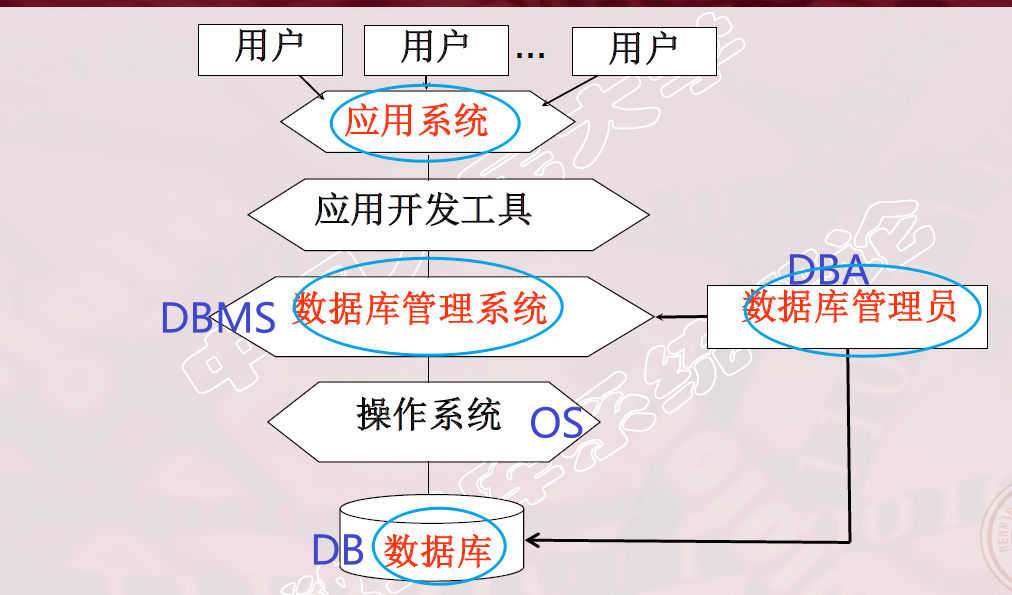 用户 用户 … 用户
应用系统
应用开发工具
DBA
DBMS 数据库管理系统 数据库管理员
操作系统 OS
DB 数据库